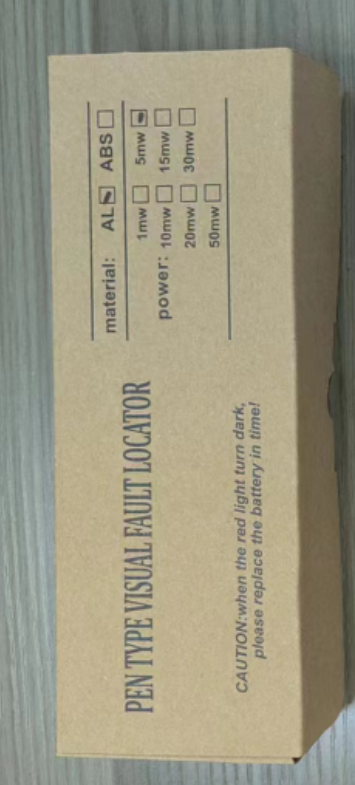 PEN TYPE VISUAL FAULT LOCATOR
CAUTION:when the red light turn dark,
please replace the battery in time!
material: AL ABS
1mw 5mw
power: 10mw 15mw
20mw 30mw
50mw